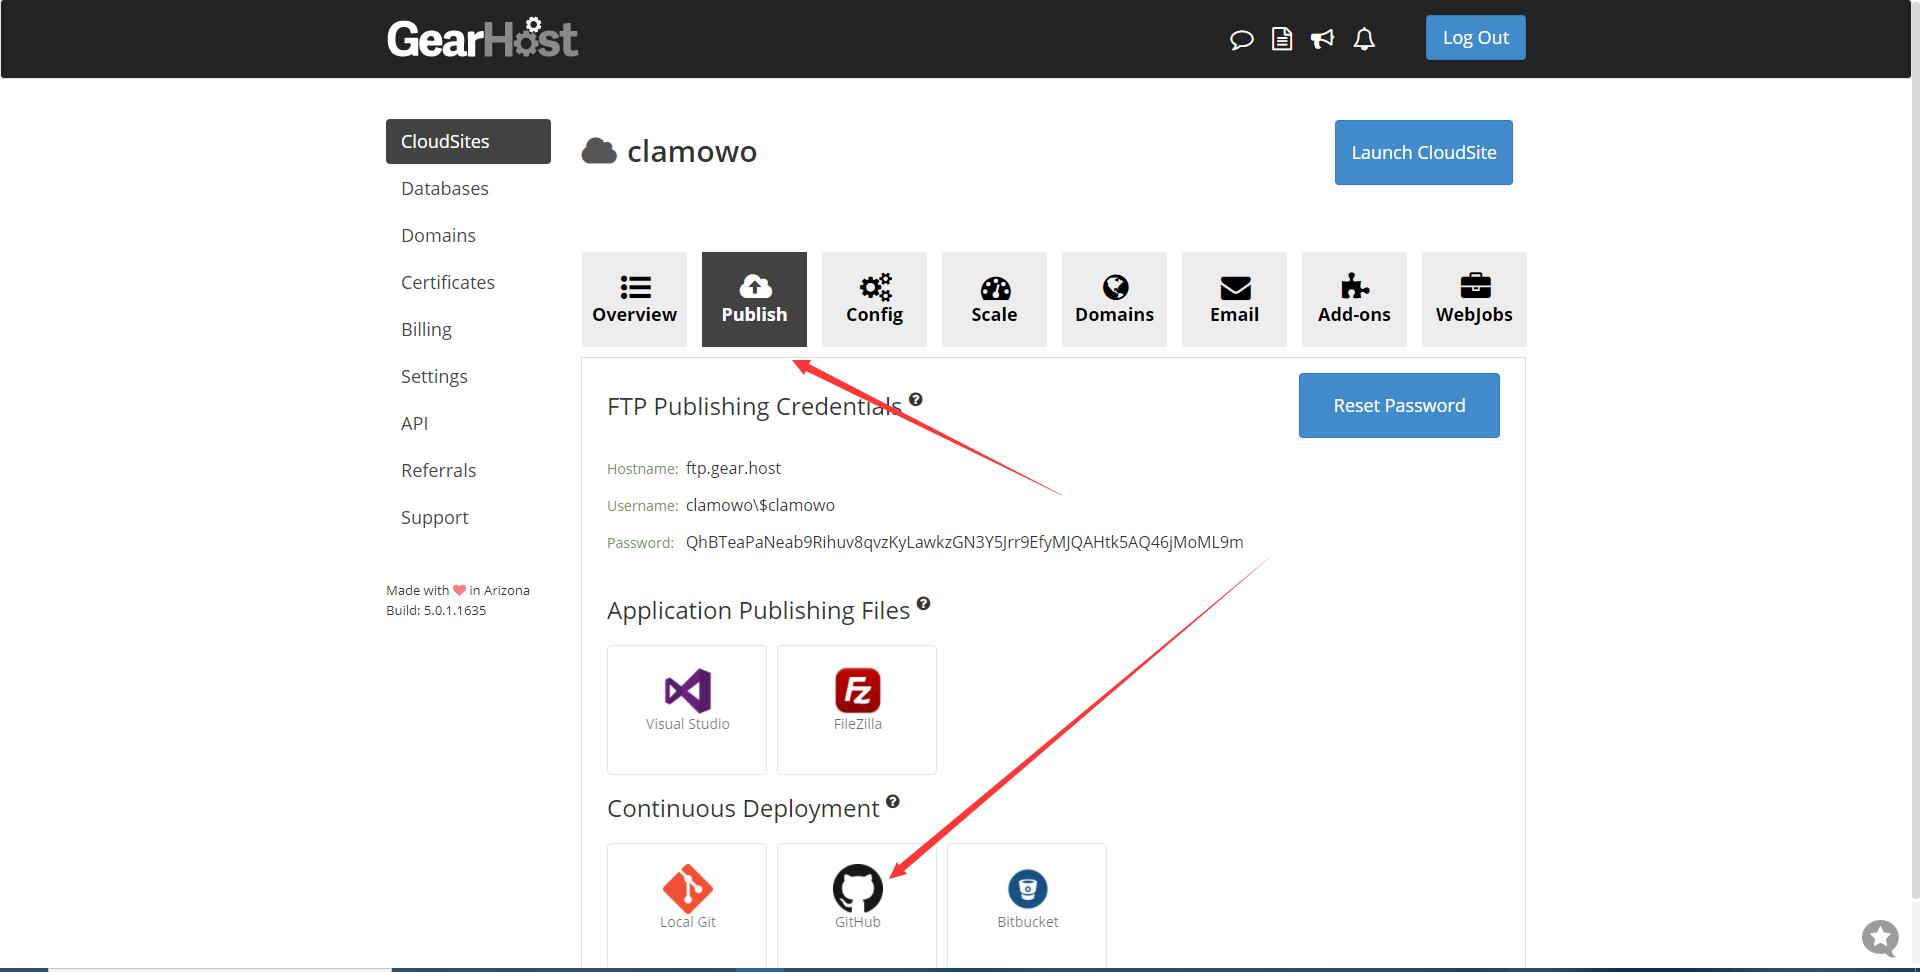 GearHost
Log Out
CloudSites
Databases
Domains
Certificates
Billing
Settings
API
Referrals
Support
Made with ❤ in Arizona
Build: 5.0.1.1635
clamowo
Launch CloudSite
Overview
Publish
Config
Scale
Domains
Email
Add-ons
WebJobs
FTP Publishing Credentials
Reset Password
Hostname: ftp.gear.host
Username: clamowo\$clamowo
Password: QhBTeaPaNeab9Rihuv8qvzKyLawkzGN3Y5Jrr9EfyMJQAHtk5AQ46jMoML9m
Application Publishing Files
Visual Studio
FileZilla
Continuous Deployment
Local Git
GitHub
Bitbucket